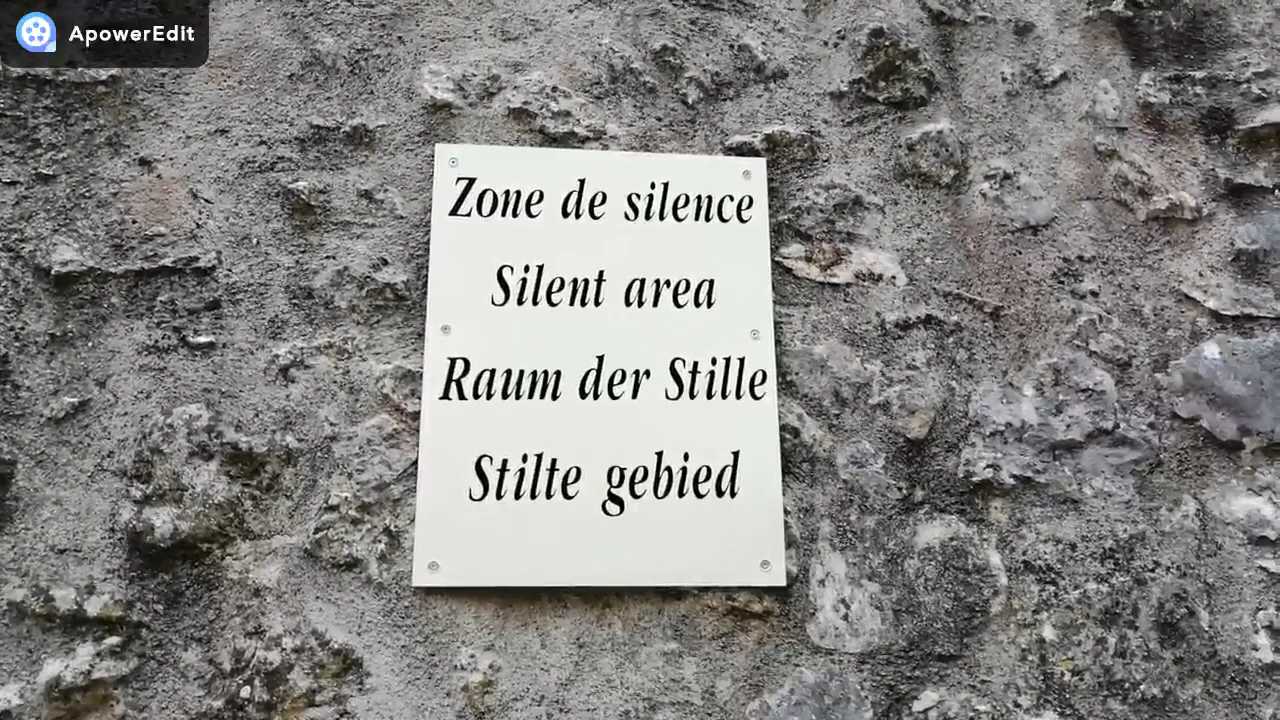 ApowerEdit
Zone de silence
Silent area
Raum der Stille
Stilte gebied